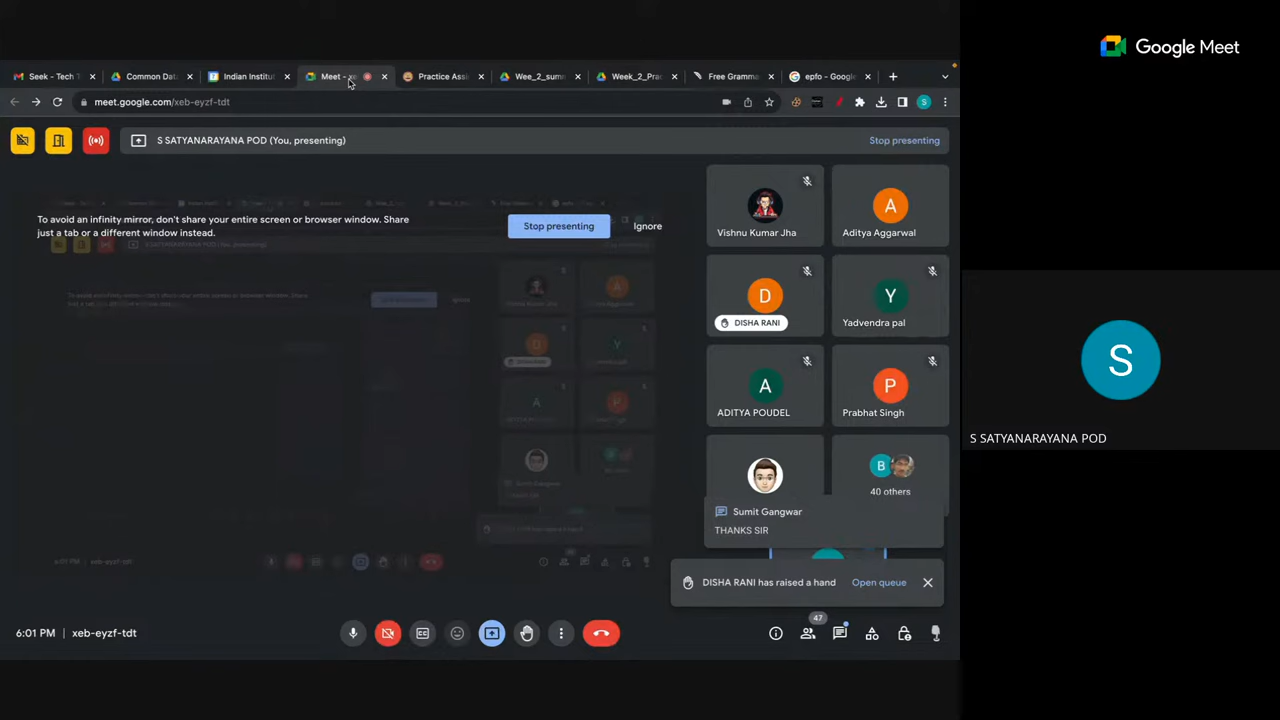 Google Meet
Seek - Tech T
Common Dat
Indian Institu
Meet - xe
Practice Assi
Wee_2_sum
Week_2_Pra
Free Gramma
epfo - Google
meet.google.com/xeb-eyzf-tdt
S
S SATYANARAYANA POD (You, presenting)
Stop presenting
To avoid an infinity mirror, don't share your entire screen or browser window. Share
just a tab or a different window instead.
Stop presenting
Ignore
Vishnu Kumar Jha
A
Aditya Aggarwal
D
DISHA RANI
Y
Yadvendra pal
A
ADITYA POUDEL
P
Prabhat Singh
B
40 others
Sumit Gangwar
THANKS SIR
DISHA RANI has raised a hand
Open queue
6:01 PM | xeb-eyzf-tdt
47
S
S SATYANARAYANA POD